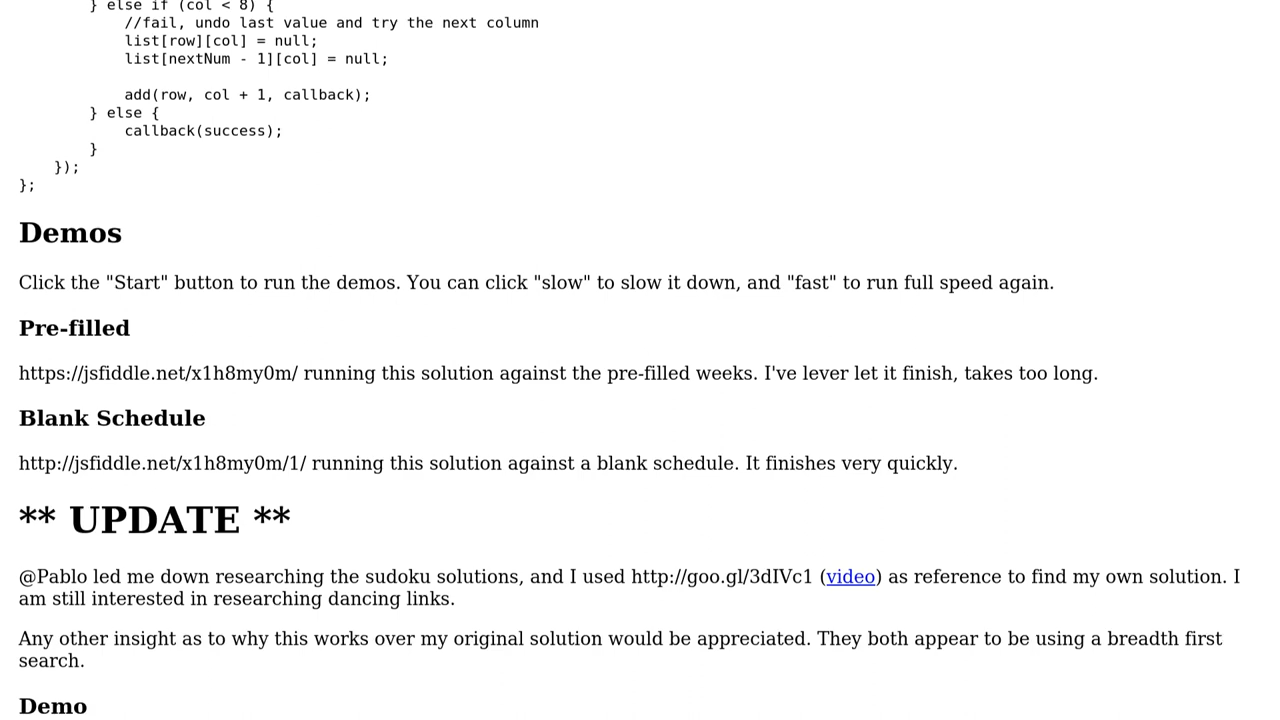 } else if (col < 8) {
//fail, undo last value and try the next column
list[row][col] = null;
list[nextNum - 1][col] = null;
add(row, col + 1, callback);
} else {
callback(success);
}
});
};
Demos
Click the "Start" button to run the demos. You can click "slow" to slow it down, and "fast" to run full speed again.
Pre-filled
https://jsfiddle.net/x1h8my0m/ running this solution against the pre-filled weeks. I've lever let it finish, takes too long.
Blank Schedule
http://jsfiddle.net/x1h8my0m/1/ running this solution against a blank schedule. It finishes very quickly.
** UPDATE **
@Pablo led me down researching the sudoku solutions, and I used http://goo.gl/3dIVc1 (video) as reference to find my own solution. I
am still interested in researching dancing links.
Any other insight as to why this works over my original solution would be appreciated. They both appear to be using a breadth first
search.
Demo